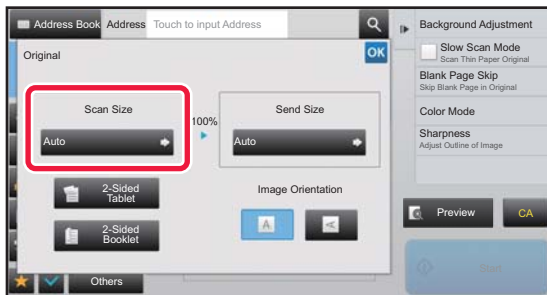 Address Book Address Touch to input Address
Original
OK
Scan Size
Auto
100%
Send Size
Auto
2-Sided
Tablet
2-Sided
Booklet
Image Orientation
A
A
Others
Background Adjustment
Slow Scan Mode
Scan Thin Paper Original
Blank Page Skip
Skip Blank Page in Original
Color Mode
Sharpness
Adjust Outline of Image
Preview
CA
Start